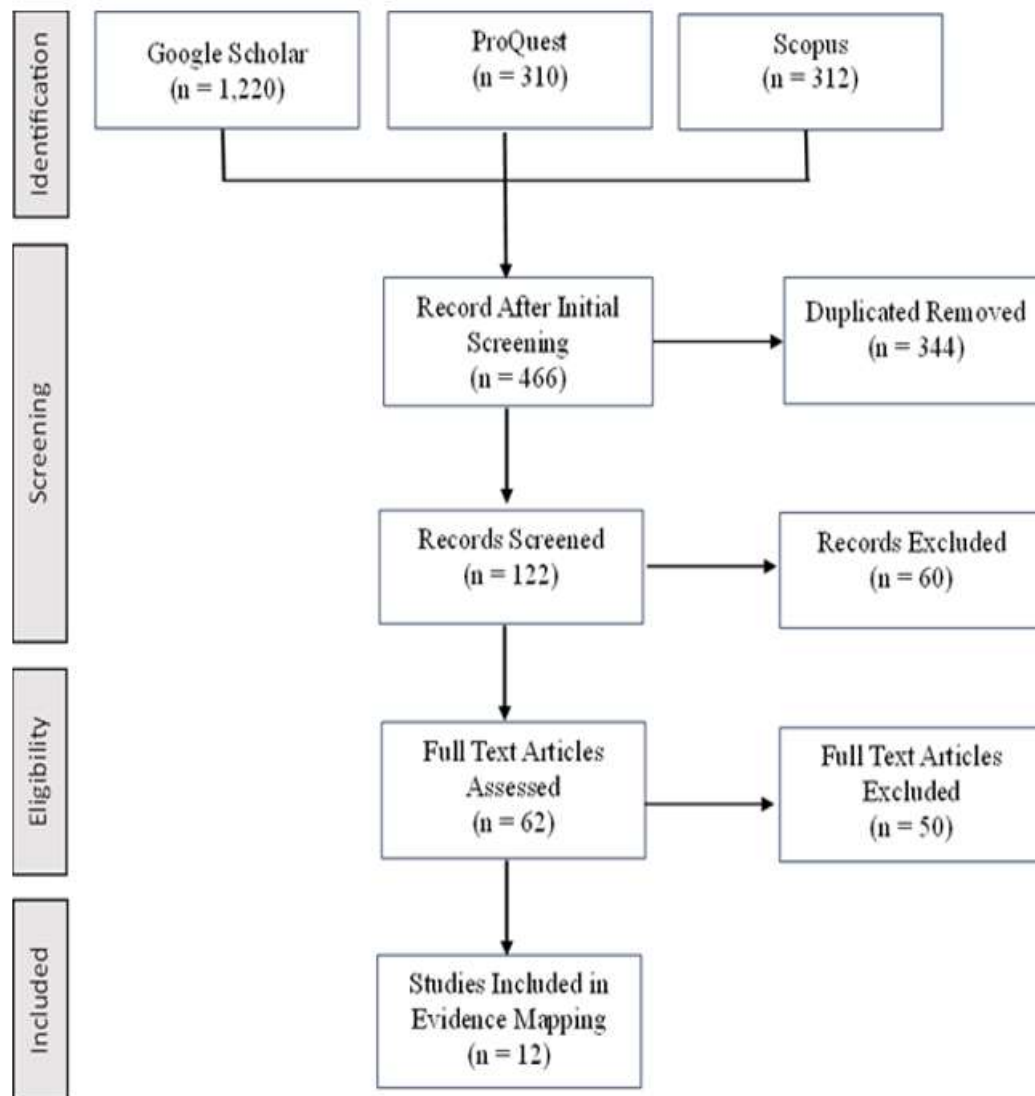 Identification
Google Scholar
(n = 1,220)
ProQuest
(n = 310)
Scopus
(n = 312)
Screening
Record After Initial
Screening
(n = 466)
Duplicated Removed
(n = 344)
Records Screened
(n = 122)
Records Excluded
(n = 60)
Eligibility
Full Text Articles
Assessed
(n = 62)
Full Text Articles
Excluded
(n = 50)
Included
Studies Included in
Evidence Mapping
(n = 12)